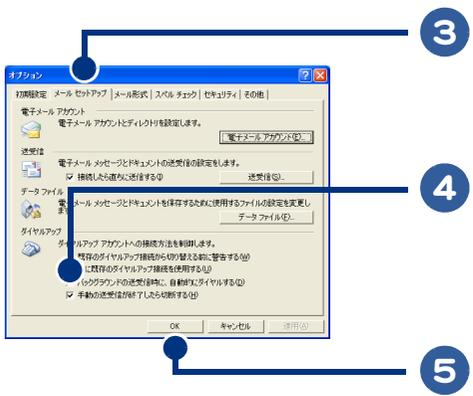 3
オプション
初期設定 メール セットアップ メール形式 スペル チェック セキュリティ その他
電子メール アカウント
電子メール アカウントとディレクトリを設定します。
電子メール アカウント(E)...
送受信
電子メール メッセージとドキュメントの送受信の設定をします。
接続したら直ちに送信する(I)
送受信(S)...
データ ファイル
メール メッセージとドキュメントを保存するために使用するファイルの設定を変更し
ます
データ ファイル(F)...
4
ダイヤルアップ
ダイヤルアップ アカウントへの接続方法を制御します。
既存のダイヤルアップ接続から切り替える前に警告する(W)
に既存のダイヤルアップ接続を使用する(U)
バックグラウンドの送受信時に、自動的にダイヤルする(D)
手動の送受信が終了したら切断する(H)
OK キャンセル 適用(A)
5